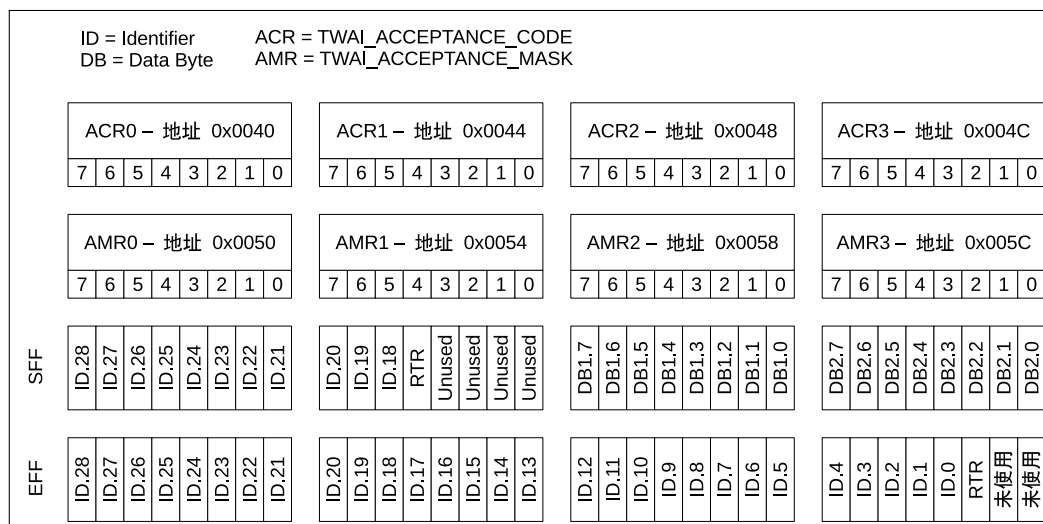 ID = Identifier ACR = TWAI_ACCEPTANCE_CODE
DB = Data Byte AMR = TWAI_ACCEPTANCE_MASK
ACR0 – 地址 0x0040 ACR1 – 地址 0x0044 ACR2 – 地址 0x0048 ACR3 – 地址 0x004C
7 6 5 4 3 2 1 0 7 6 5 4 3 2 1 0 7 6 5 4 3 2 1 0 7 6 5 4 3 2 1 0
AMR0 – 地址 0x0050 AMR1 – 地址 0x0054 AMR2 – 地址 0x0058 AMR3 – 地址 0x005C
7 6 5 4 3 2 1 0 7 6 5 4 3 2 1 0 7 6 5 4 3 2 1 0 7 6 5 4 3 2 1 0
SFF ID.28 ID.27 ID.26 ID.25 ID.24 ID.23 ID.22 ID.21 ID.20 ID.19 ID.18 RTR Unused Unused Unused Unused DB1.7 DB1.6 DB1.5 DB1.4 DB1.3 DB1.2 DB1.1 DB1.0 DB2.7 DB2.6 DB2.5 DB2.4 DB2.3 DB2.2 DB2.1 DB2.0
EFF ID.28 ID.27 ID.26 ID.25 ID.24 ID.23 ID.22 ID.21 ID.20 ID.19 ID.18 ID.17 ID.16 ID.15 ID.14 ID.13 ID.12 ID.11 ID.10 ID.9 ID.8 ID.7 ID.6 ID.5 ID.4 ID.3 ID.2 ID.1 ID.0 RTR 未使用 未使用